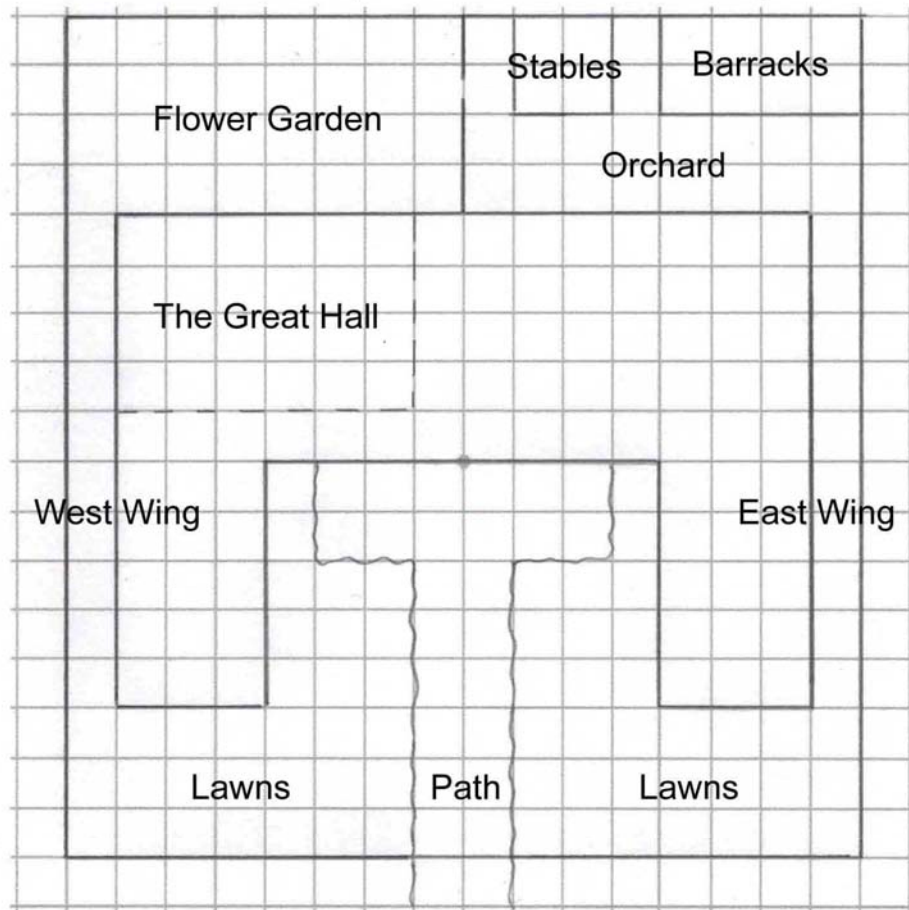 Stables
Barracks
Flower Garden
Orchard
The Great Hall
West Wing
East Wing
Lawns
Path
Lawns